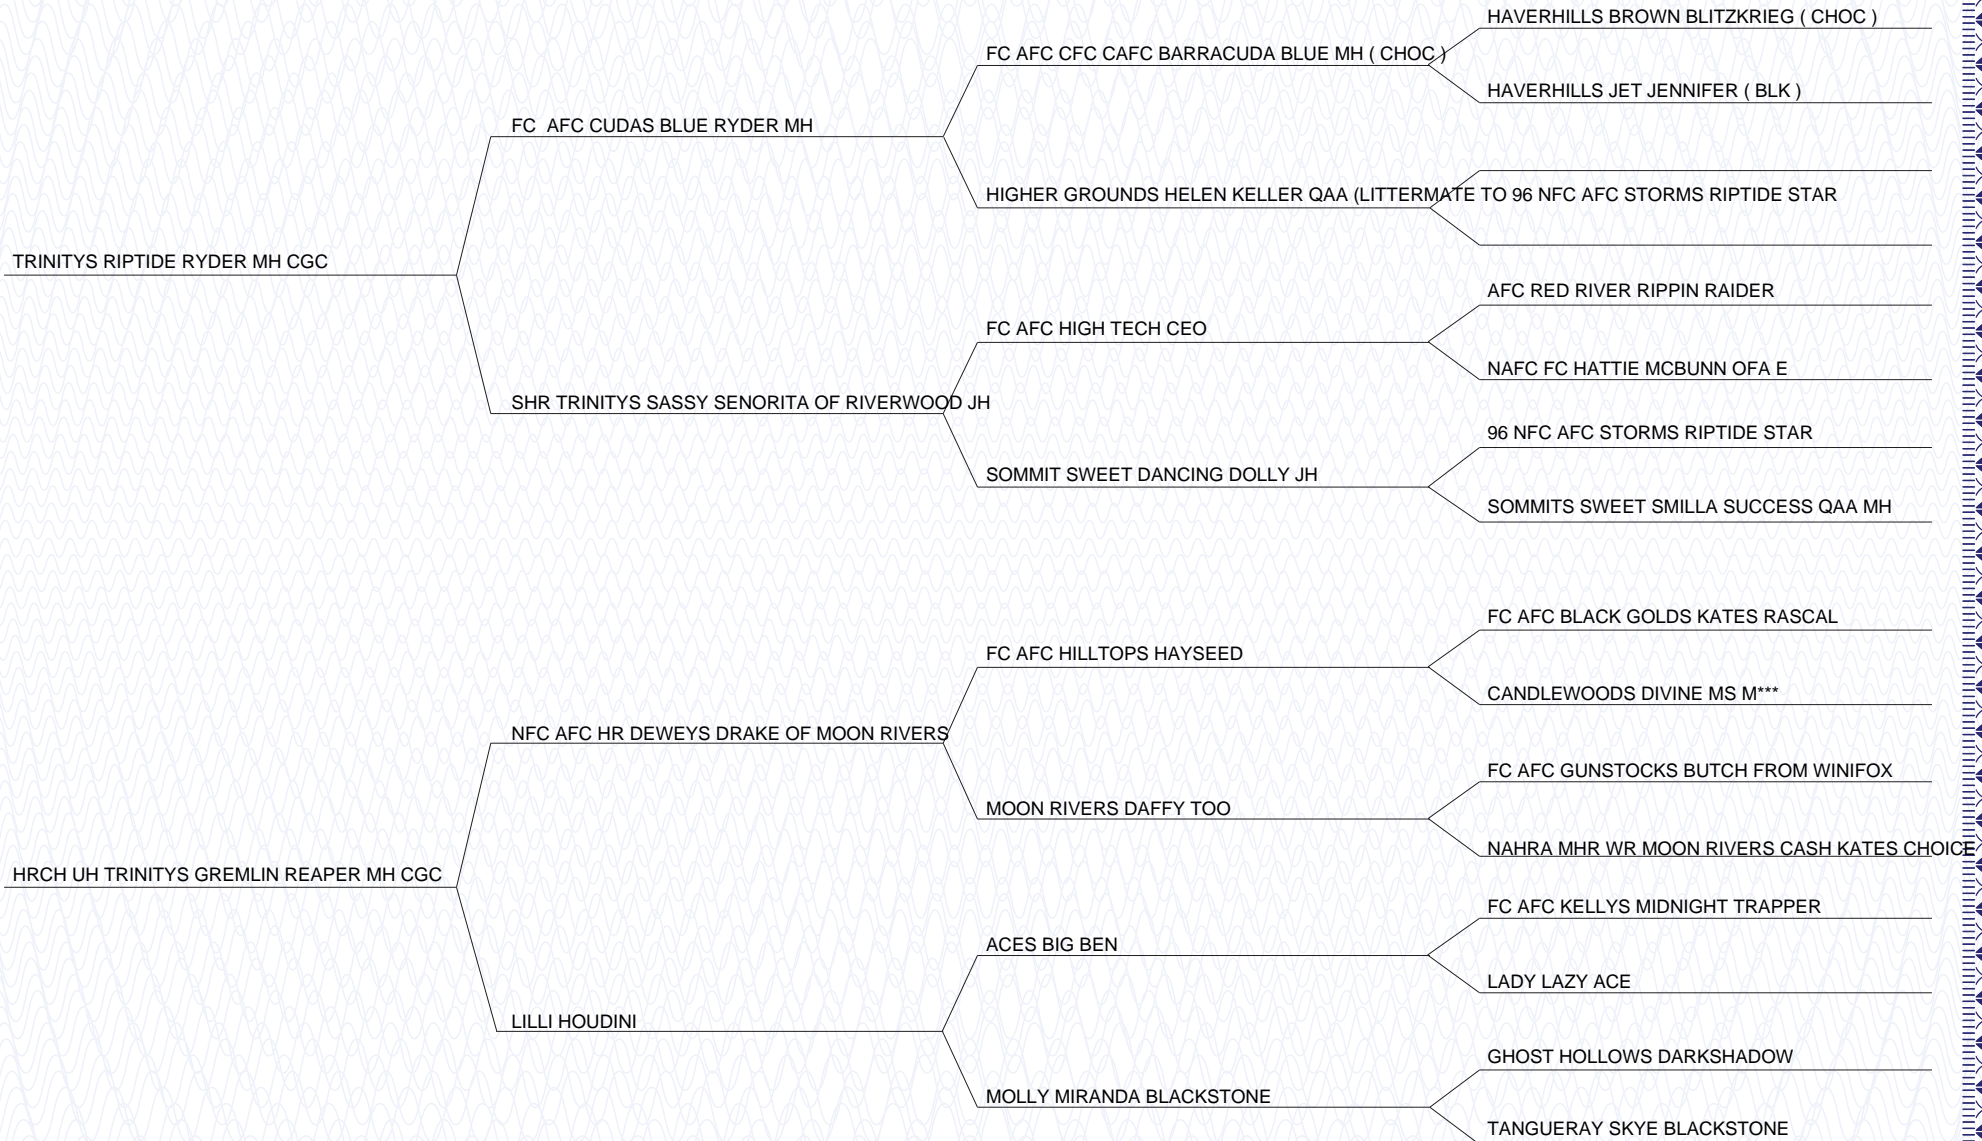 HAVERHILLS BROWN BLITZKRIEG ( CHOC )
FC AFC CFC CAFC BARRACUDA BLUE MH ( CHOC )
HAVERHILLS JET JENNIFER ( BLK )
FC  AFC CUDAS BLUE RYDER MH
HIGHER GROUNDS HELEN KELLER QAA (LITTERMATE TO 96 NFC AFC STORMS RIPTIDE STAR
TRINITYS RIPTIDE RYDER MH CGC
AFC RED RIVER RIPPIN RAIDER
FC AFC HIGH TECH CEO
NAFC FC HATTIE MCBUNN OFA E
SHR TRINITYS SASSY SENORITA OF RIVERWOOD JH
96 NFC AFC STORMS RIPTIDE STAR
SOMMIT SWEET DANCING DOLLY JH
SOMMITS SWEET SMILLA SUCCESS QAA MH
FC AFC BLACK GOLDS KATES RASCAL
FC AFC HILLTOPS HAYSEED
CANDLEWOODS DIVINE MS M***
NFC AFC HR DEWEYS DRAKE OF MOON RIVERS
FC AFC GUNSTOCKS BUTCH FROM WINIFOX
MOON RIVERS DAFFY TOO
NAHRA MHR WR MOON RIVERS CASH KATES CHOICE
HRCH UH TRINITYS GREMLIN REAPER MH CGC
FC AFC KELLYS MIDNIGHT TRAPPER
ACES BIG BEN
LADY LAZY ACE
LILLI HOUDINI
GHOST HOLLOWS DARKSHADOW
MOLLY MIRANDA BLACKSTONE
TANGUERAY SKYE BLACKSTONE